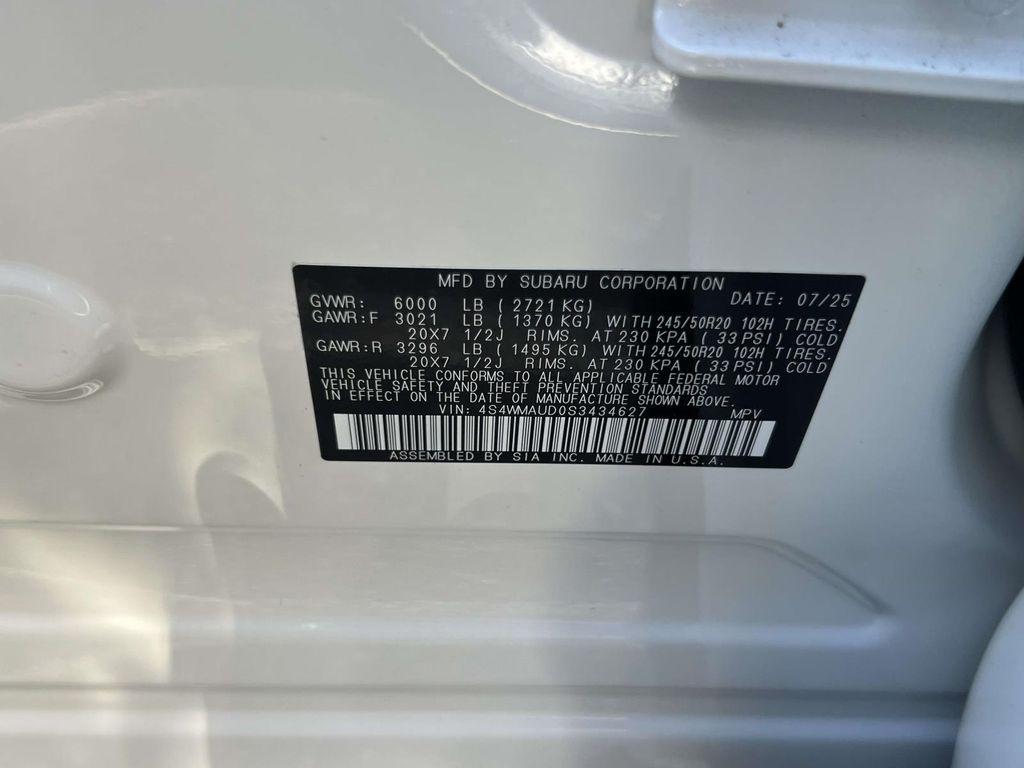 MFD BY SUBARU CORPORATION
GVWR: 6000 LB ( 2721 KG) DATE: 07/25
GAWR:F 3021 LB ( 1370 KG) WITH 245/50R20 102H TIRES.
20X7 1/2J RIMS. AT 230 KPA ( 33 PSI) COLD
GAWR:R 3296 LB ( 1495 KG) WITH 245/50R20 102H TIRES.
20X7 1/2J RIMS. AT 230 KPA ( 33 PSI) COLD
THIS VEHICLE CONFORMS TO ALL APPLICABLE FEDERAL MOTOR
VEHICLE SAFETY AND THEFT PREVENTION STANDARDS
IN EFFECT ON THE DATE OF MANUFACTURE SHOWN ABOVE.
VIN: 4S4WMAUD0S3434627 MPV
ASSEMBLED BY SIA INC. MADE IN U.S.A.